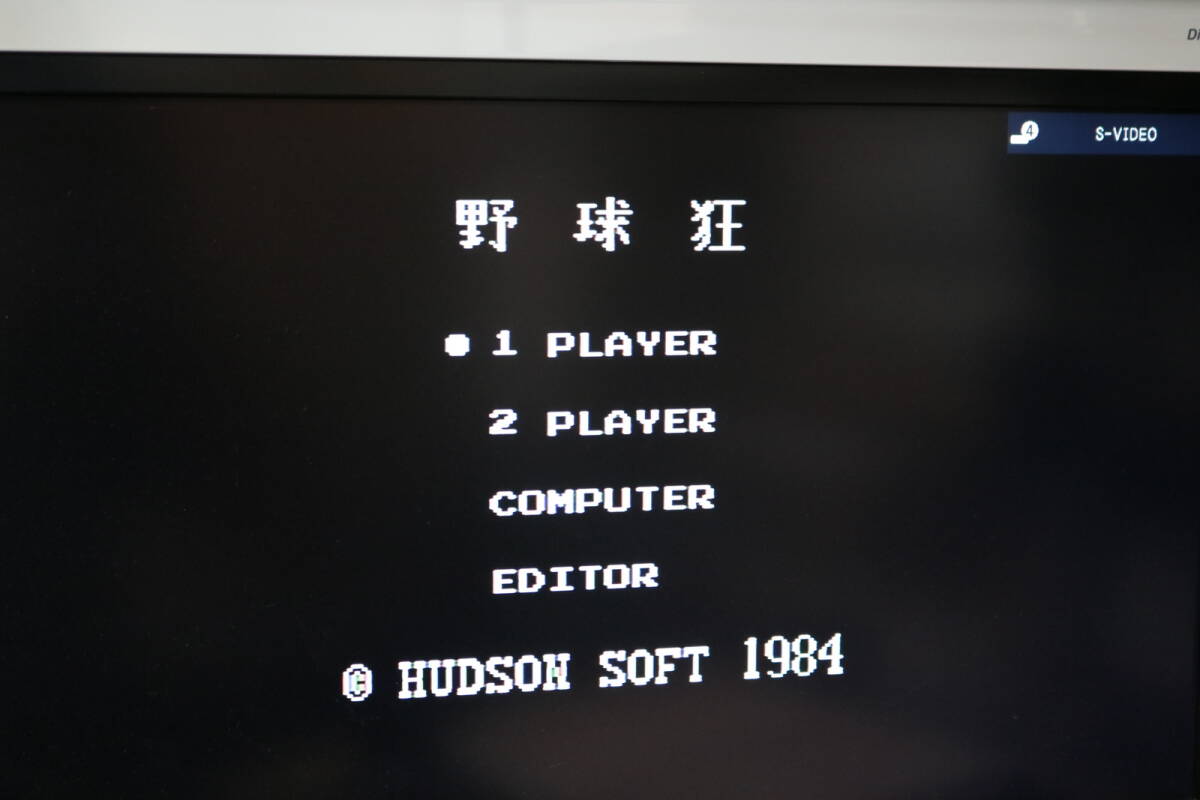 S-VIDEO
野球狂
1 PLAYER
2 PLAYER
COMPUTER
EDITOR
© HUDSON SOFT 1984